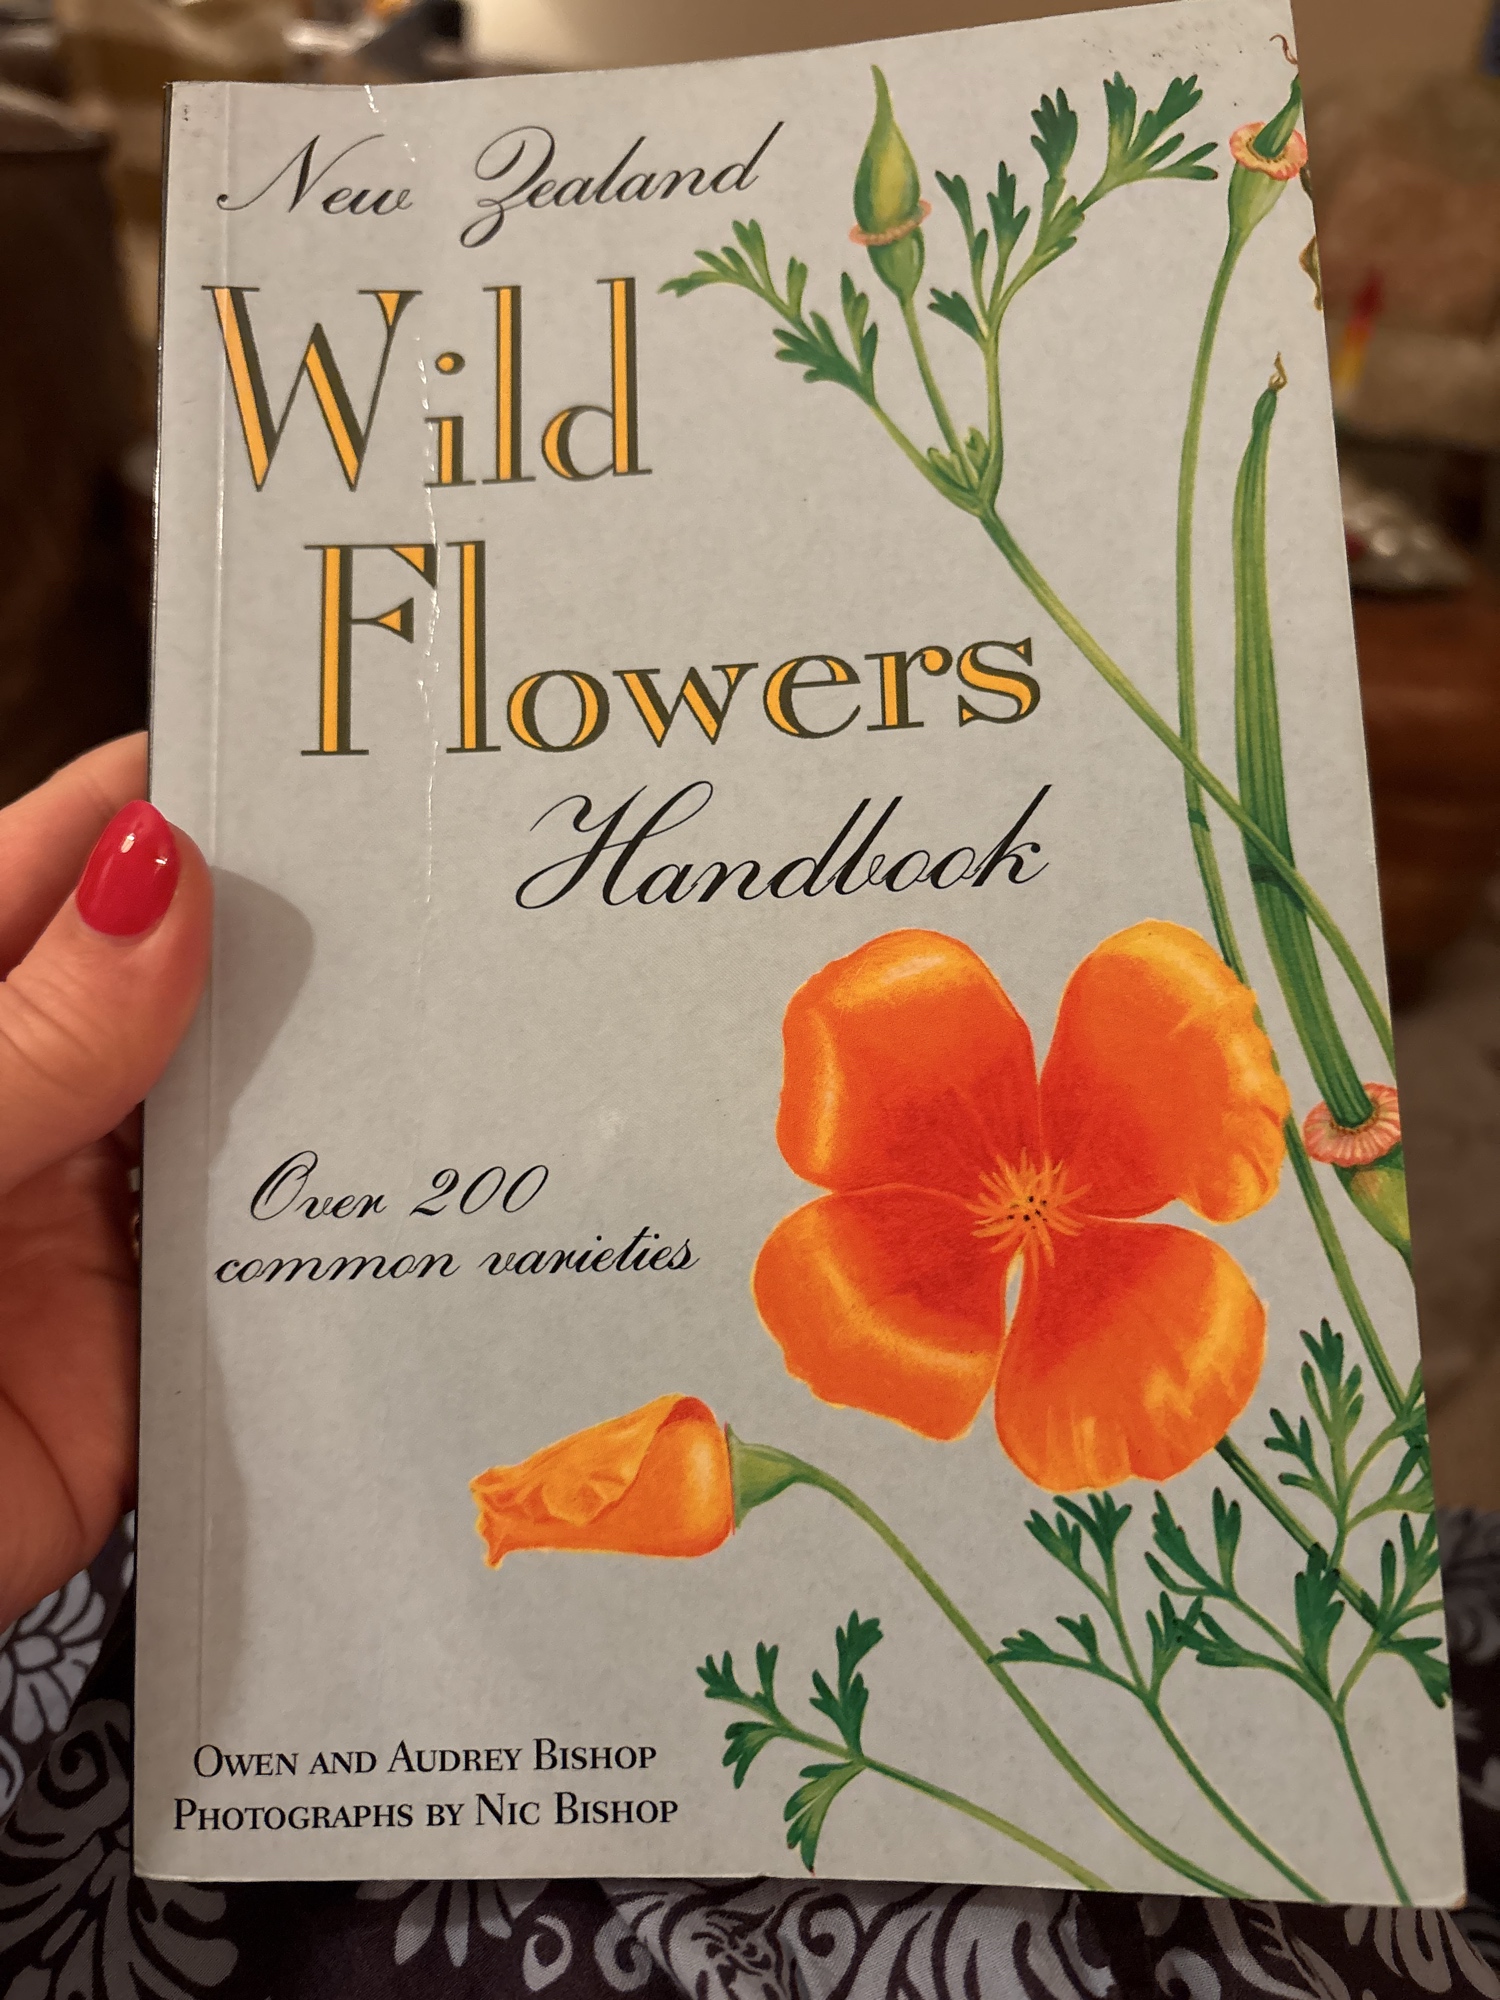 New Zealand
Wild
Flowers
Handbook
Over 200
common varieties
OWEN AND AUDREY BISHOP
PHOTOGRAPHS BY NIC BISHOP